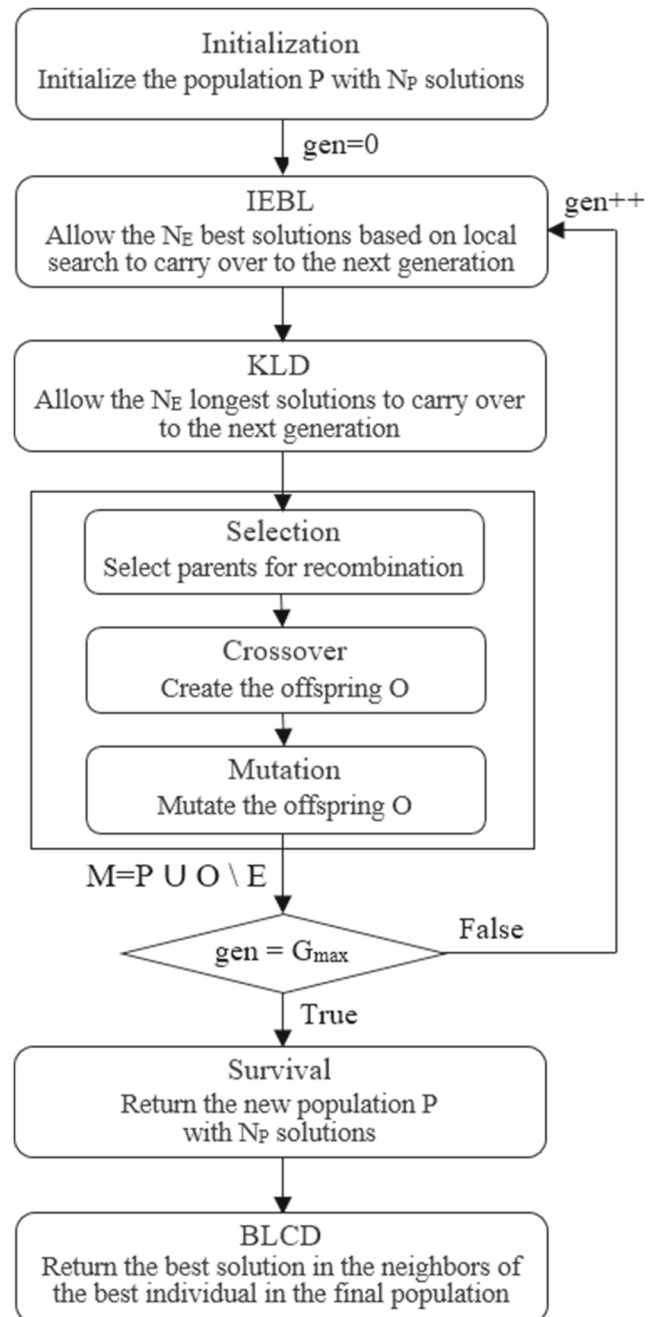 Initialization
Initialize the population P with NP solutions
gen=0
IEBL
gen++
Allow the NE best solutions based on local
search to carry over to the next generation
KLD
Allow the NE longest solutions to carry over
to the next generation
Selection
Select parents for recombination
Crossover
Create the offspring O
Mutation
Mutate the offspring O
M=P ∪ O \ E
False
gen = Gmax
True
Survival
Return the new population P
with NP solutions
BLCD
Return the best solution in the neighbors of
the best individual in the final population